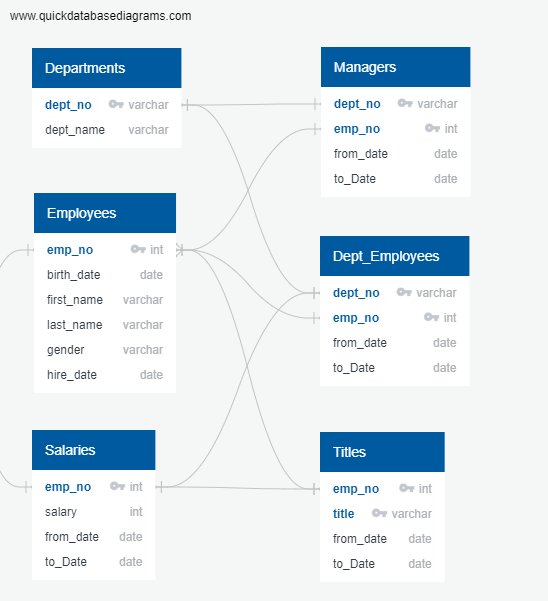 www.quickdatabasediagrams.com
Departments
dept_no varchar
dept_name varchar
Managers
dept_no varchar
emp_no int
from_date date
to_Date date
Employees
emp_no int
birth_date date
first_name varchar
last_name varchar
gender varchar
hire_date date
Dept_Employees
dept_no varchar
emp_no int
from_date date
to_Date date
Salaries
emp_no int
salary int
from_date date
to_Date date
Titles
emp_no int
title varchar
from_date date
to_Date date